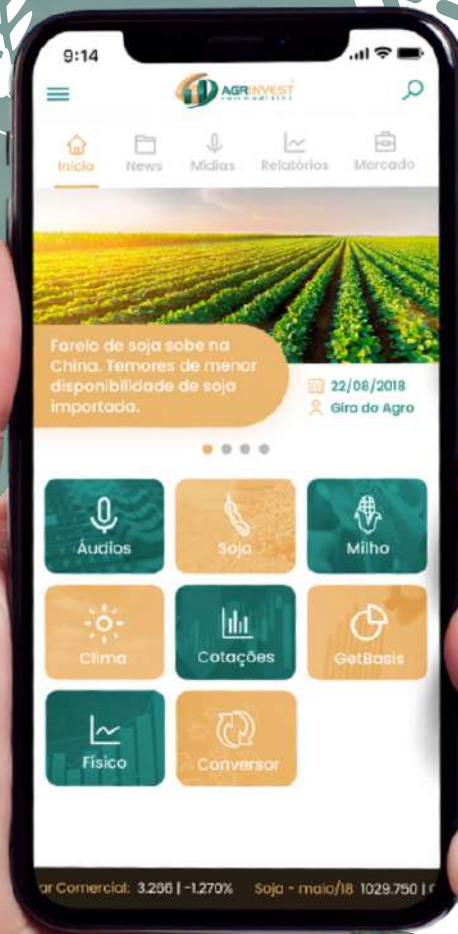 9:14
AGRINVEST
commodities
Início News Mídias Relatórios Mercado
Farelo de soja sobe na
China. Temores de menor
disponibilidade de soja
importada.
22/08/2018
Giro do Agro
Áudios Soja Milho
Clima Cotações GetBasis
Físico Conversor
ar Comercial: 3.266 | -1.270% Soja - maio/18 1029.750 |